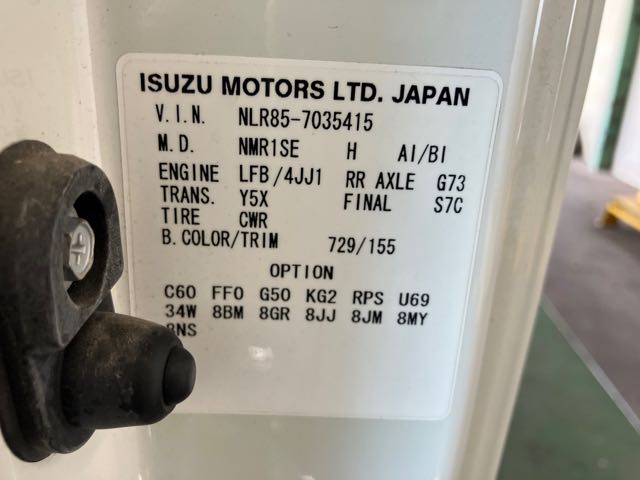 ISUZU MOTORS LTD. JAPAN
V.I.N. NLR85-7035415
M.D. NMR1SE H AI/BI
ENGINE LFB/4JJ1 RR AXLE G73
TRANS. Y5X FINAL S7C
TIRE CWR
B.COLOR/TRIM 729/155
OPTION
C60 FF0 G50 KG2 RPS U69
34W 8BM 8GR 8JJ 8JM 8MY
8NS